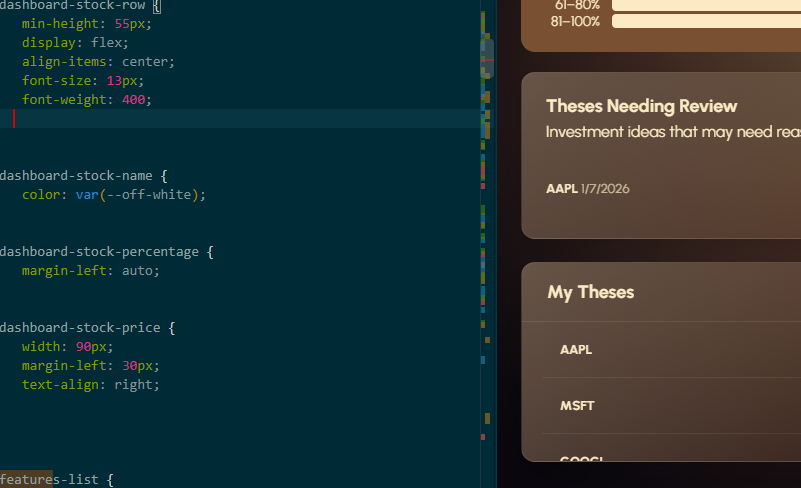 dashboard-stock-row {
min-height: 55px;
display: flex;
align-items: center;
font-size: 13px;
font-weight: 400;
dashboard-stock-name {
color: var(--off-white);
dashboard-stock-percentage {
margin-left: auto;
dashboard-stock-price {
width: 90px;
margin-left: 30px;
text-align: right;
features-list {
61–80%
81–100%
Theses Needing Review
Investment ideas that may need reas
AAPL 1/7/2026
My Theses
AAPL
MSFT
GOOGL